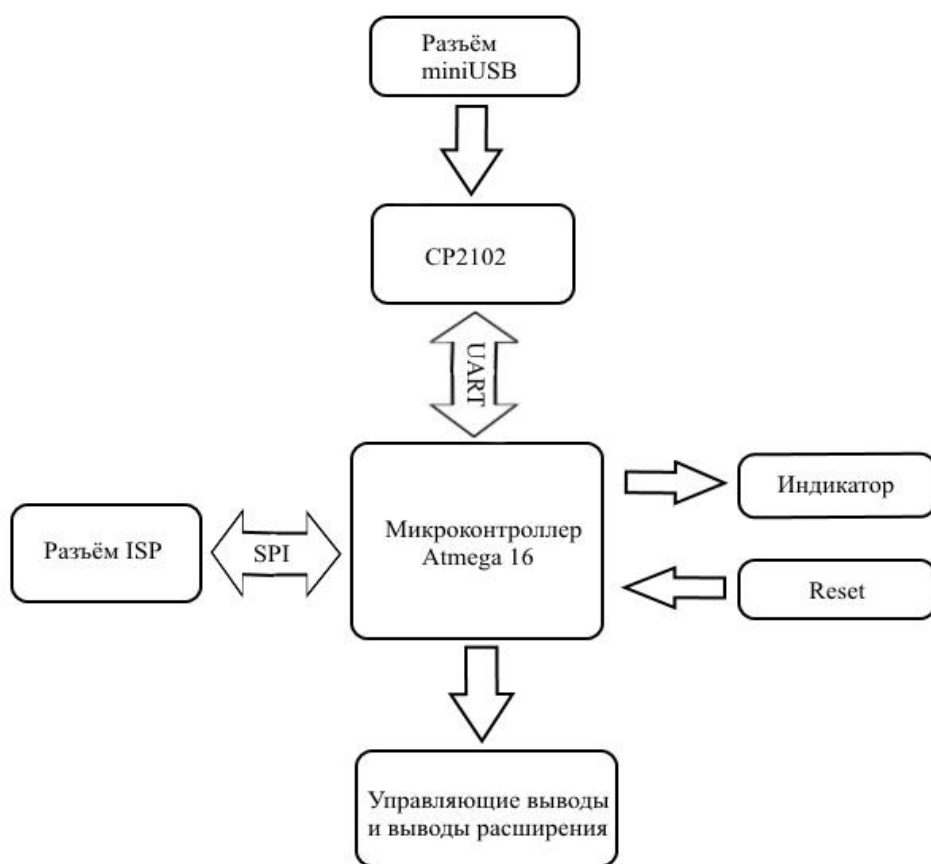 Разъём
miniUSB
CP2102
UART
Микроконтроллер
Atmega 16
Индикатор
Разъём ISP
SPI
Reset
Управляющие выводы
и выводы расширения